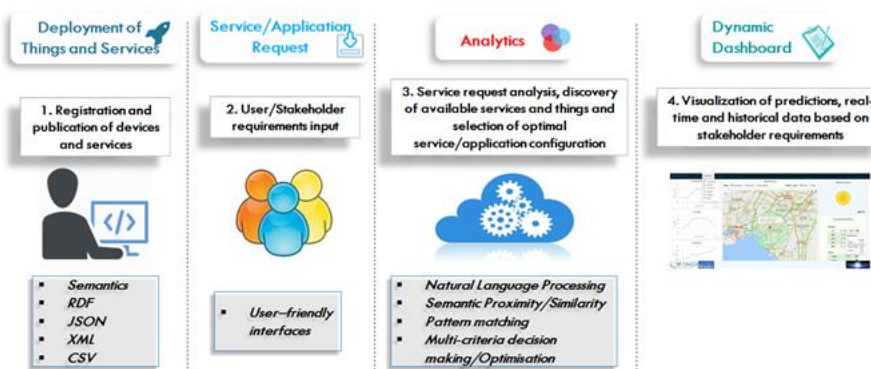 Deployment of
Things and Services
Service/Application
Request
Analytics
Dynamic
Dashboard
1. Registration and
publication of devices
and services
2. User/Stakeholder
requirements input
3. Service request analysis, discovery
of available services and things and
selection of optimal
service/application configuration
4. Visualization of predictions, real-
time and historical data based on
stakeholder requirements
</>
▪ Semantics
▪ RDF
▪ JSON
▪ XML
▪ CSV
▪ User–friendly
interfaces
▪ Natural Language Processing
▪ Semantic Proximity/Similarity
▪ Pattern matching
▪ Multi-criteria decision
making/Optimisation